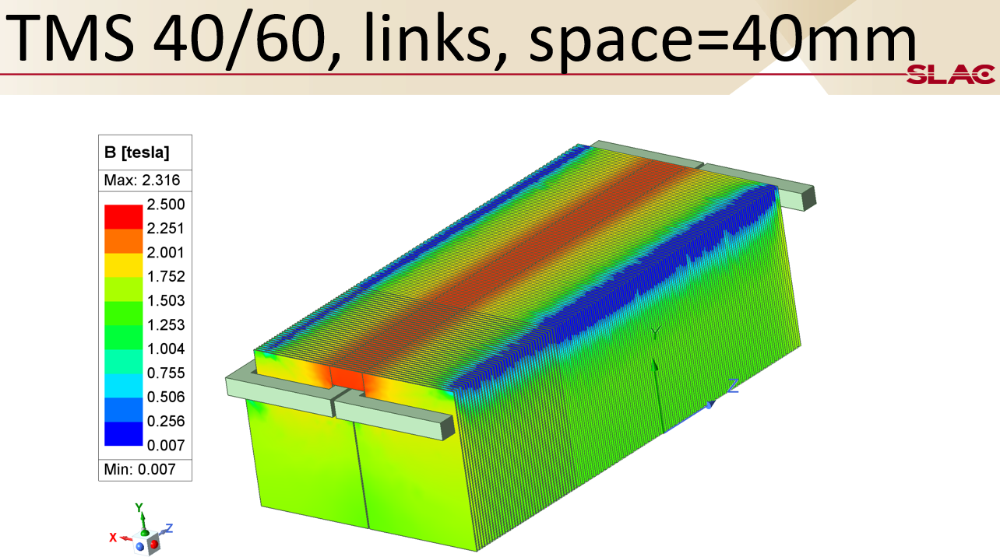 TMS 40/60, links, space=40mm
SLAC
B [tesla]
Max: 2.316
2.500
2.251
2.001
1.752
1.503
1.253
1.004
0.755
0.506
0.256
0.007
Min: 0.007
Y
Z
Y
Z
X